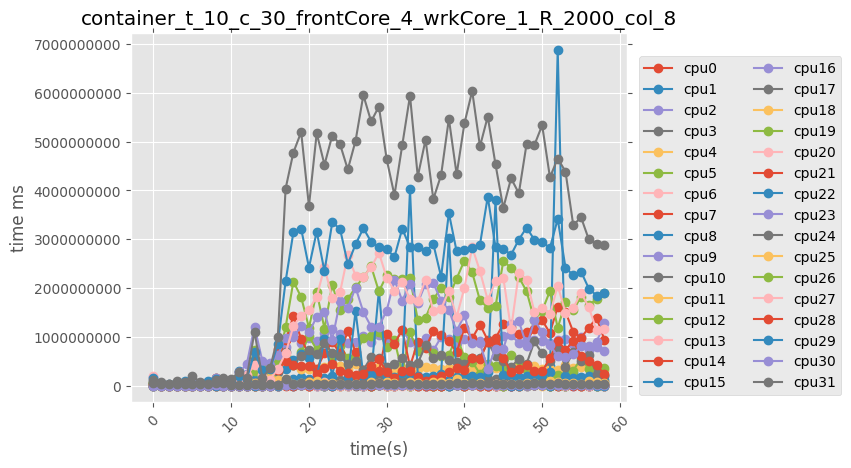 container_t_10_c_30_frontCore_4_wrkCore_1_R_2000_col_8
7000000000
6000000000
5000000000
4000000000
3000000000
2000000000
1000000000
0
time ms
0 10 20 30 40 50 60
time(s)
cpu0 cpu16
cpu1 cpu17
cpu2 cpu18
cpu3 cpu19
cpu4 cpu20
cpu5 cpu21
cpu6 cpu22
cpu7 cpu23
cpu8 cpu24
cpu9 cpu25
cpu10 cpu26
cpu11 cpu27
cpu12 cpu28
cpu13 cpu29
cpu14 cpu30
cpu15 cpu31